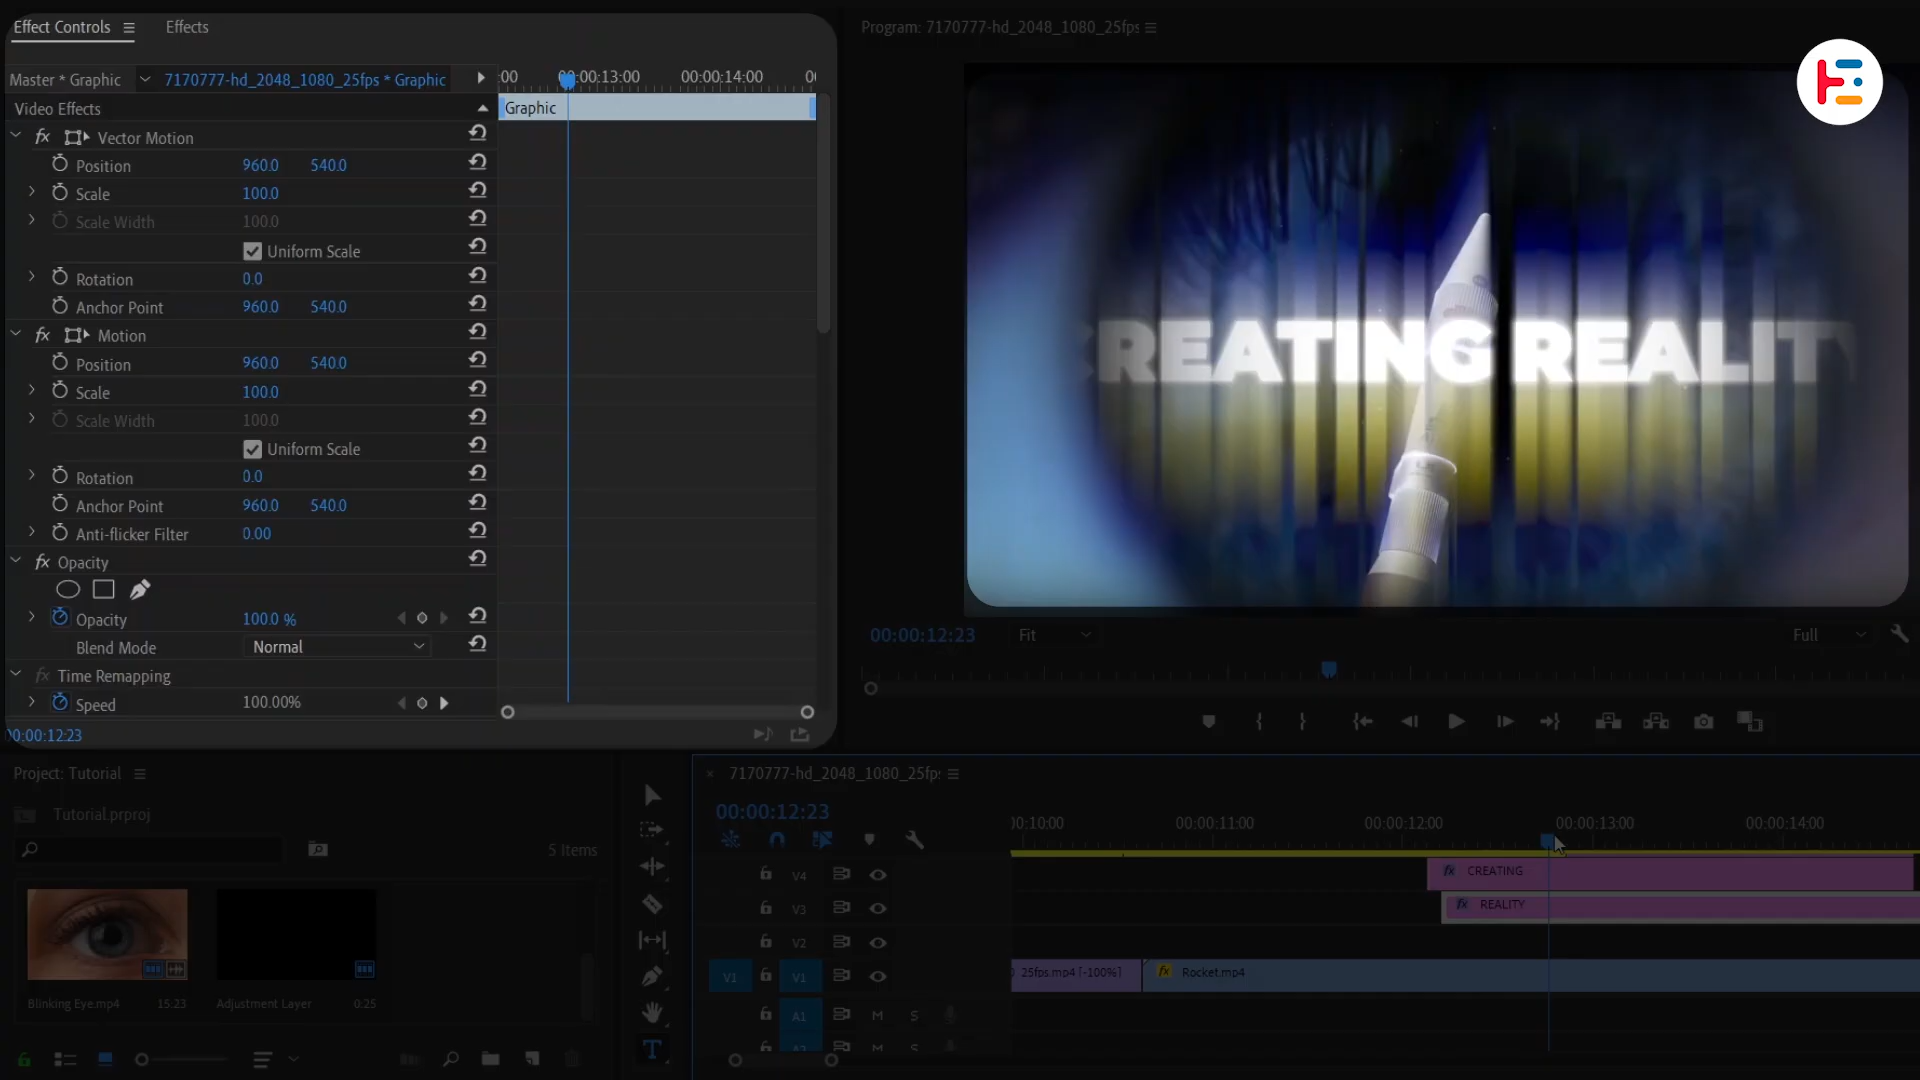 Effect Controls
Effects
Program: 7170777-hd_2048_1080_25fps
Master * Graphic
7170777-hd_2048_1080_25fps * Graphic
:00
00:00:13:00
00:00:14:00
Video Effects
Graphic
fx Vector Motion
Position 960.0 540.0
Scale 100.0
Scale Width 100.0
Uniform Scale
Rotation 0.0
Anchor Point 960.0 540.0
fx Motion
Position 960.0 540.0
Scale 100.0
Scale Width 100.0
Uniform Scale
Rotation 0.0
Anchor Point 960.0 540.0
Anti-flicker Filter 0.00
fx Opacity
Opacity 100.0 %
Blend Mode Normal
fx Time Remapping
Speed 100.00%
00:00:12:23
CREATING REALITY
00:00:12:23
Fit
Full
Project: Tutorial
Tutorial.prproj
5 Items
Blinking Eye.mp4 15:23
Adjustment Layer 0:25
7170777-hd_2048_1080_25fp
00:00:12:23
00:10:00
00:00:11:00
00:00:12:00
00:00:13:00
00:00:14:00
V4
fx CREATING
V3
fx REALITY
V2
V1
V1
25fps.mp4 [-100%]
fx Rocket.mp4
A1
M
S